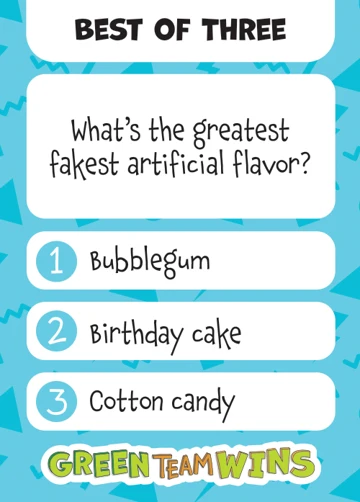 BEST OF THREE
What's the greatest
fakest artificial flavor?
1 Bubblegum
2 Birthday cake
3 Cotton candy
GREEN TEAM WINS